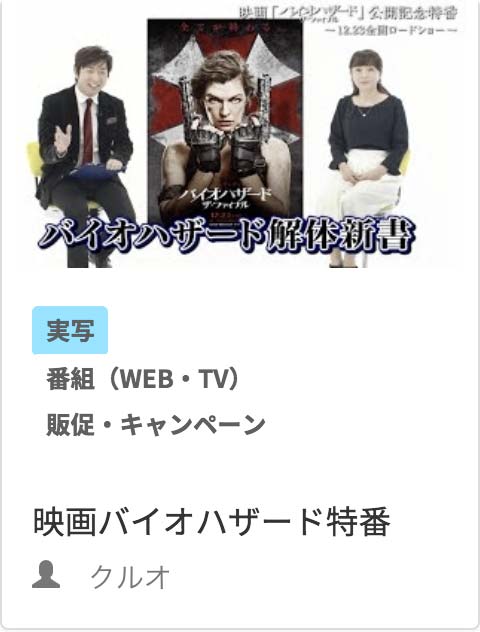 映画「バイオハザード
ザ・ファイナル」公開記念特番
～12.23全国ロードショー～
全てが終わる。
バイオハザード
ザ・ファイナル
バイオハザード解体新書
実写
番組（WEB・TV）
販促・キャンペーン
映画バイオハザード特番
クルオ